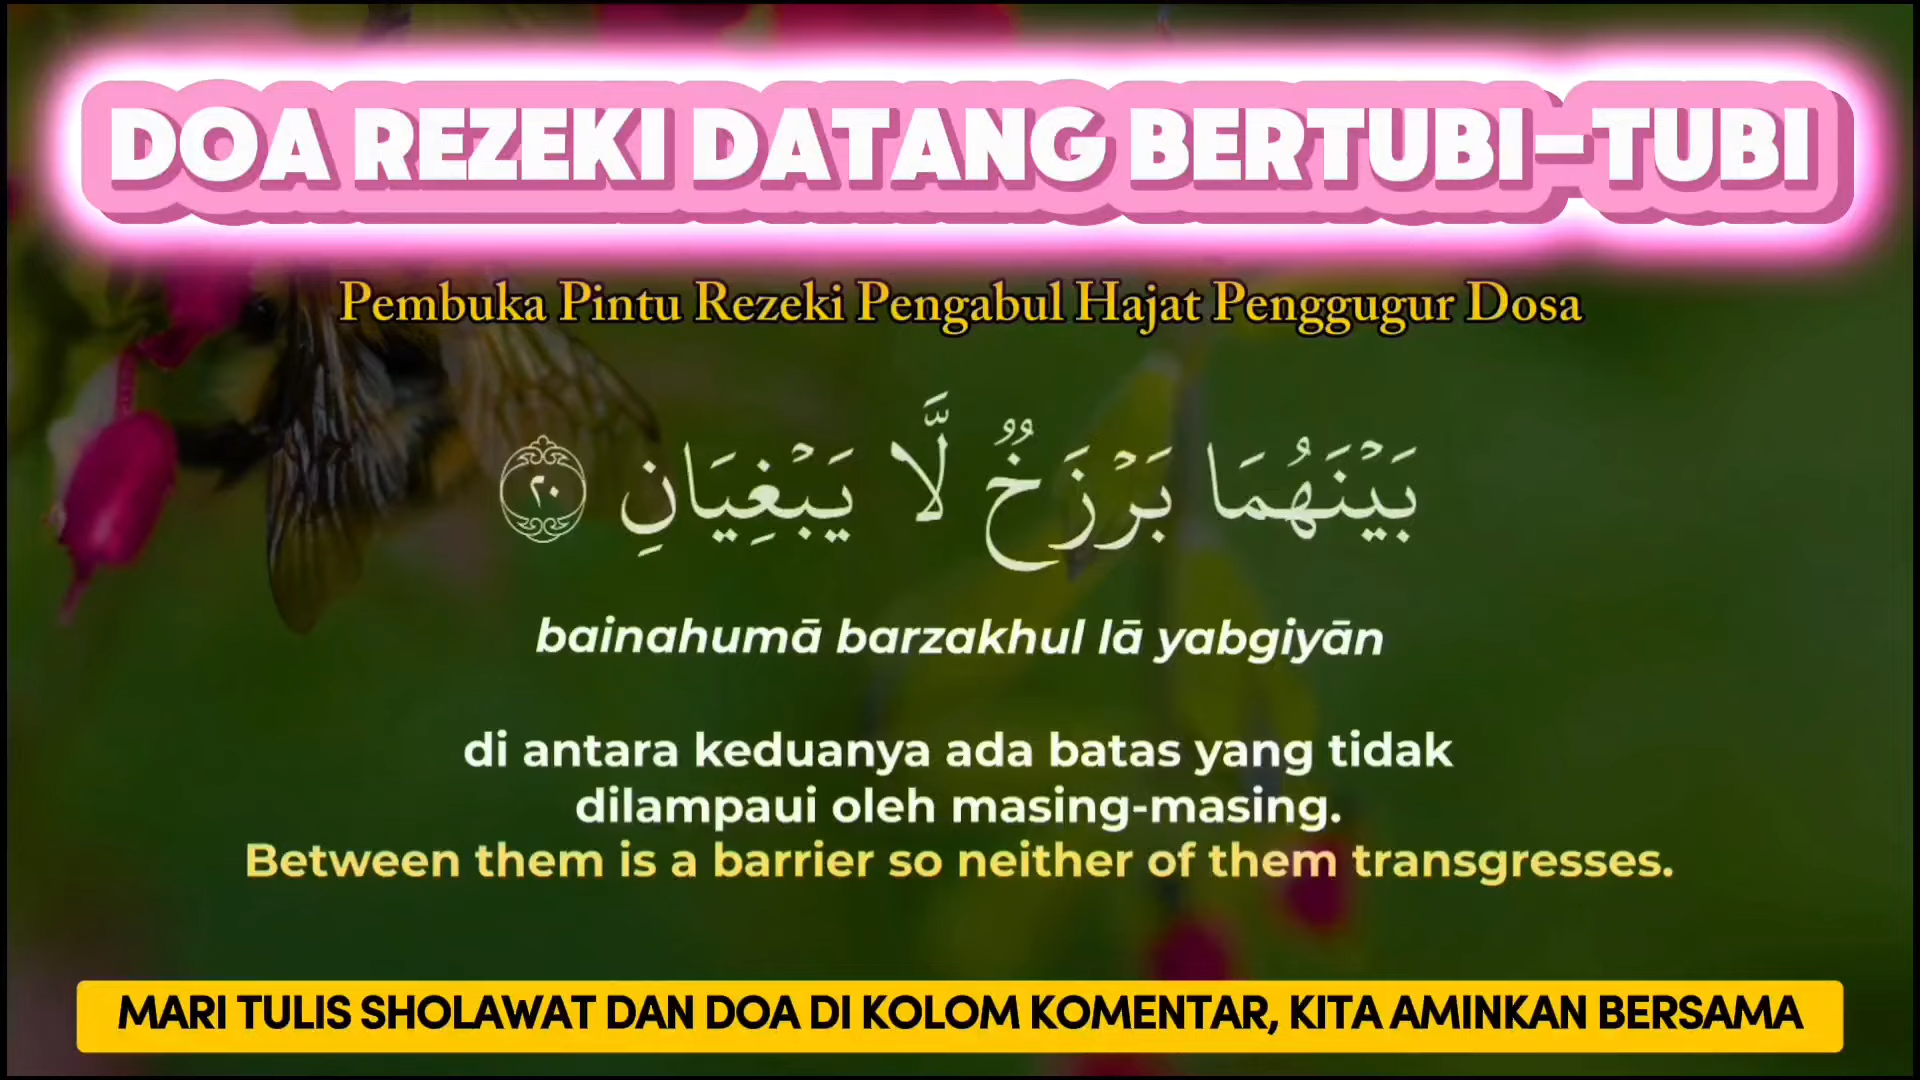 DOA REZEKI DATANG BERTUBI-TUBI
Pembuka Pintu Rezeki Pengabul Hajat Penggugur Dosa
بَيْنَهُمَا بَرْزَخٌ لَّا يَبْغِيَانِ ٢٠
bainahumā barzakhul lā yabgiyān
di antara keduanya ada batas yang tidak
dilampaui oleh masing-masing.
Between them is a barrier so neither of them transgresses.
MARI TULIS SHOLAWAT DAN DOA DI KOLOM KOMENTAR, KITA AMINKAN BERSAMA